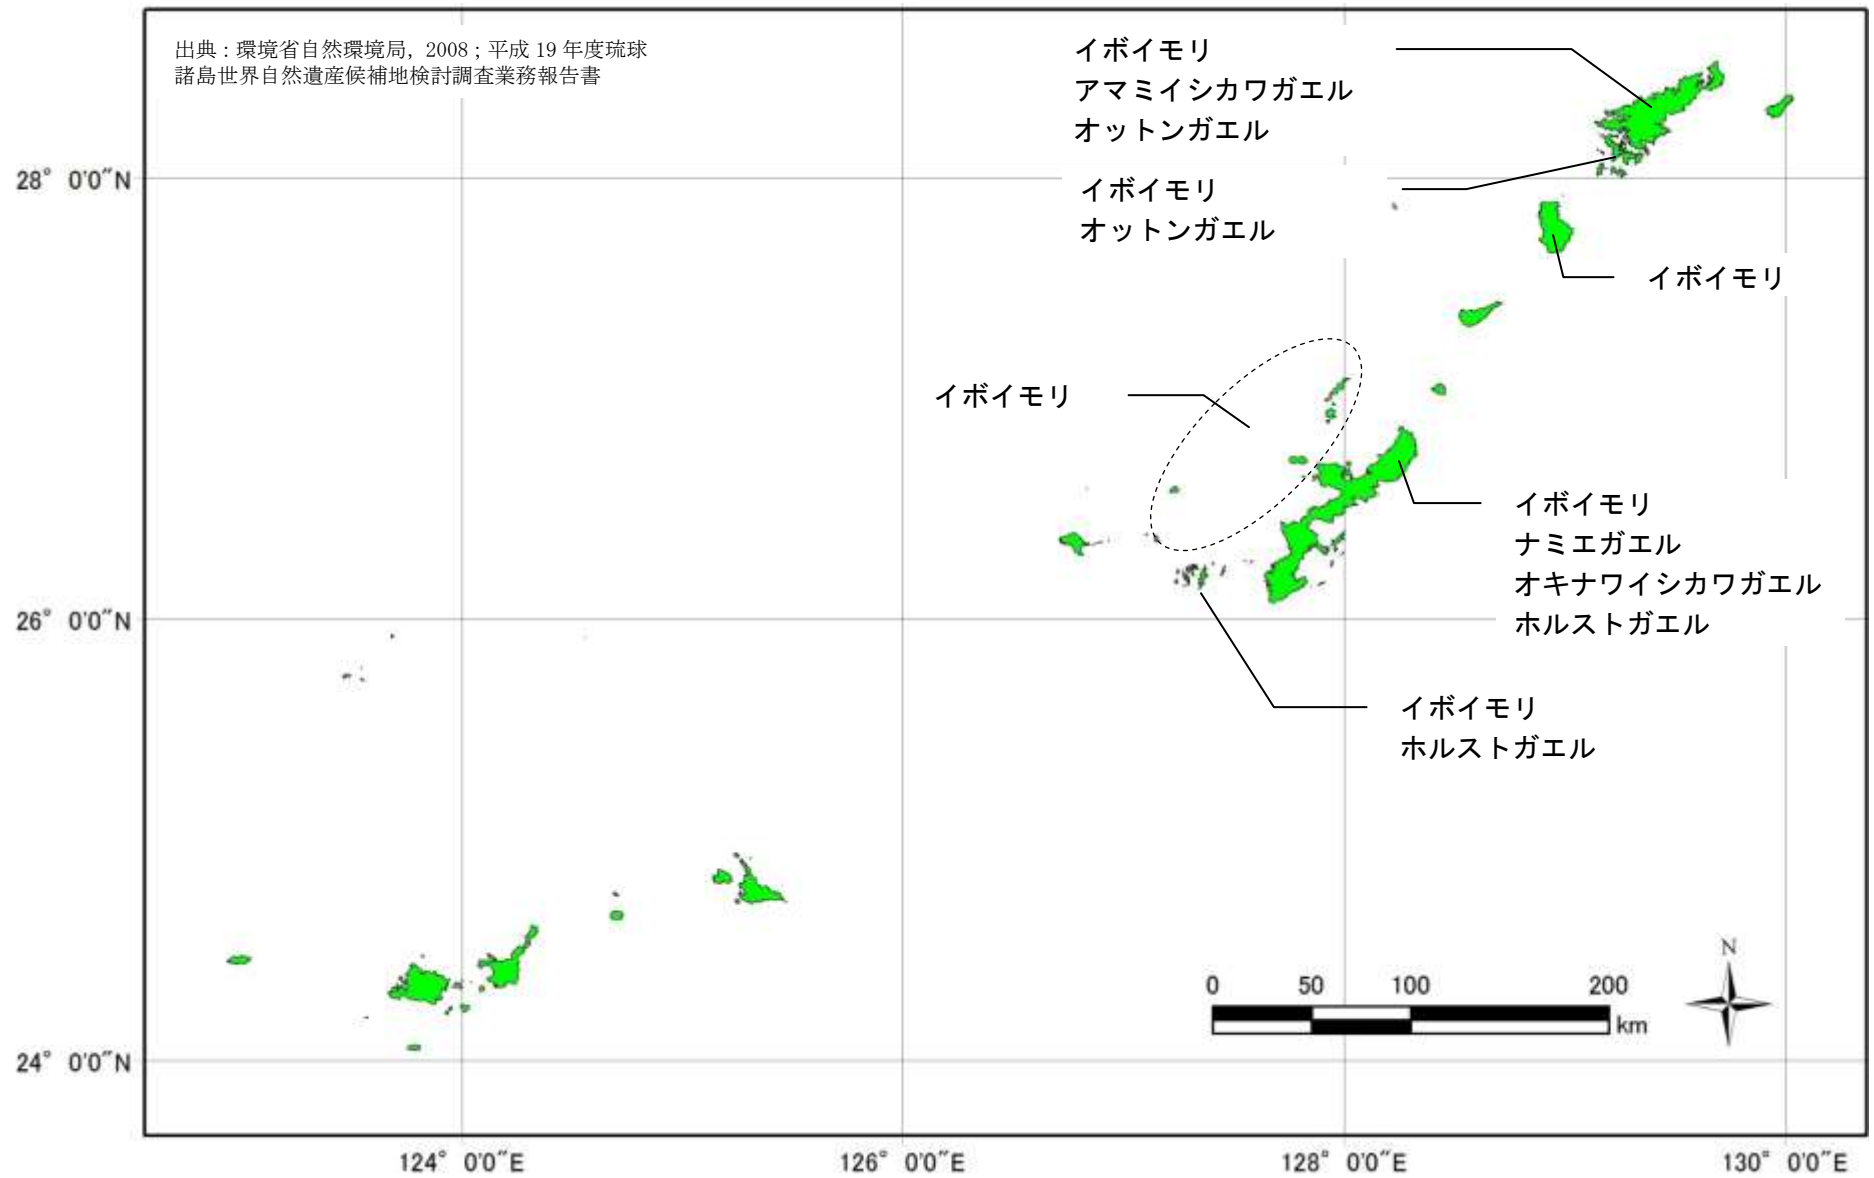 出典：環境省自然環境局，2008；平成 19 年度琉球
諸島世界自然遺産候補地検討調査業務報告書
イボイモリ
アマミイシカワガエル
オットンガエル
28° 0'0"N
イボイモリ
オットンガエル
イボイモリ
イボイモリ
イボイモリ
ナミエガエル
オキナワイシカワガエル
ホルストガエル
26° 0'0"N
イボイモリ
ホルストガエル
N
0 50 100 200
km
24° 0'0"N
124° 0'0"E 126° 0'0"E 128° 0'0"E 130° 0'0"E